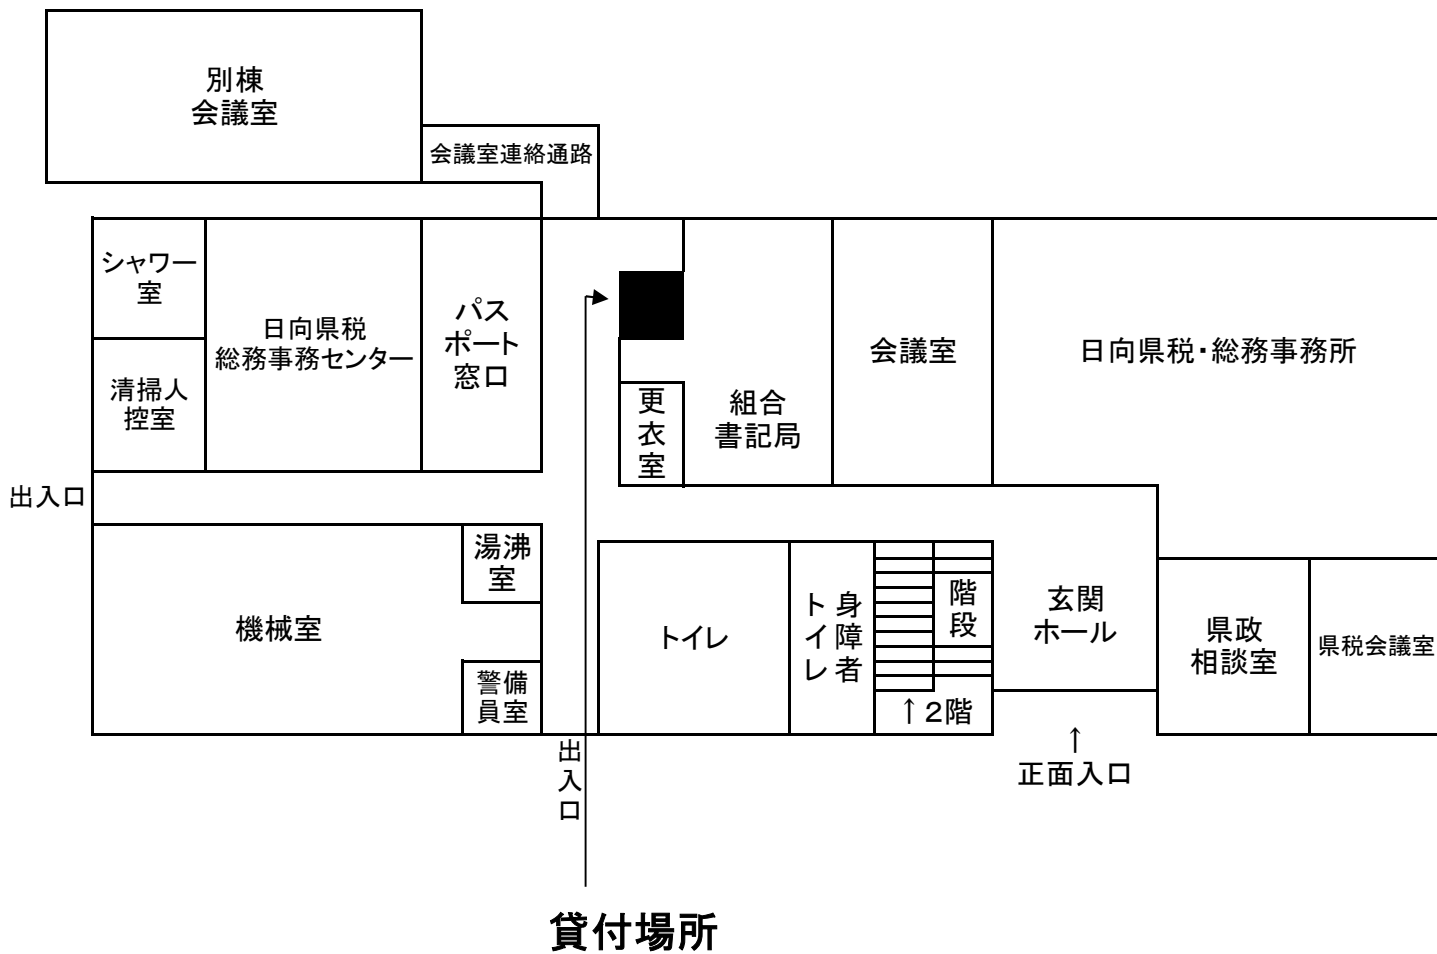 別棟
会議室
会議室連絡通路
シャワー
室
日向県税
総務事務センター
パス
ポート
窓口
清掃人
控室
更
衣
室
組合
書記局
会議室
日向県税・総務事務所
出入口
湯沸
室
機械室
警備
員室
トイレ
身障者
トイレ
階
段
↑2階
玄関
ホール
県政
相談室
県税会議室
出
入
口
↑
正面入口
貸付場所